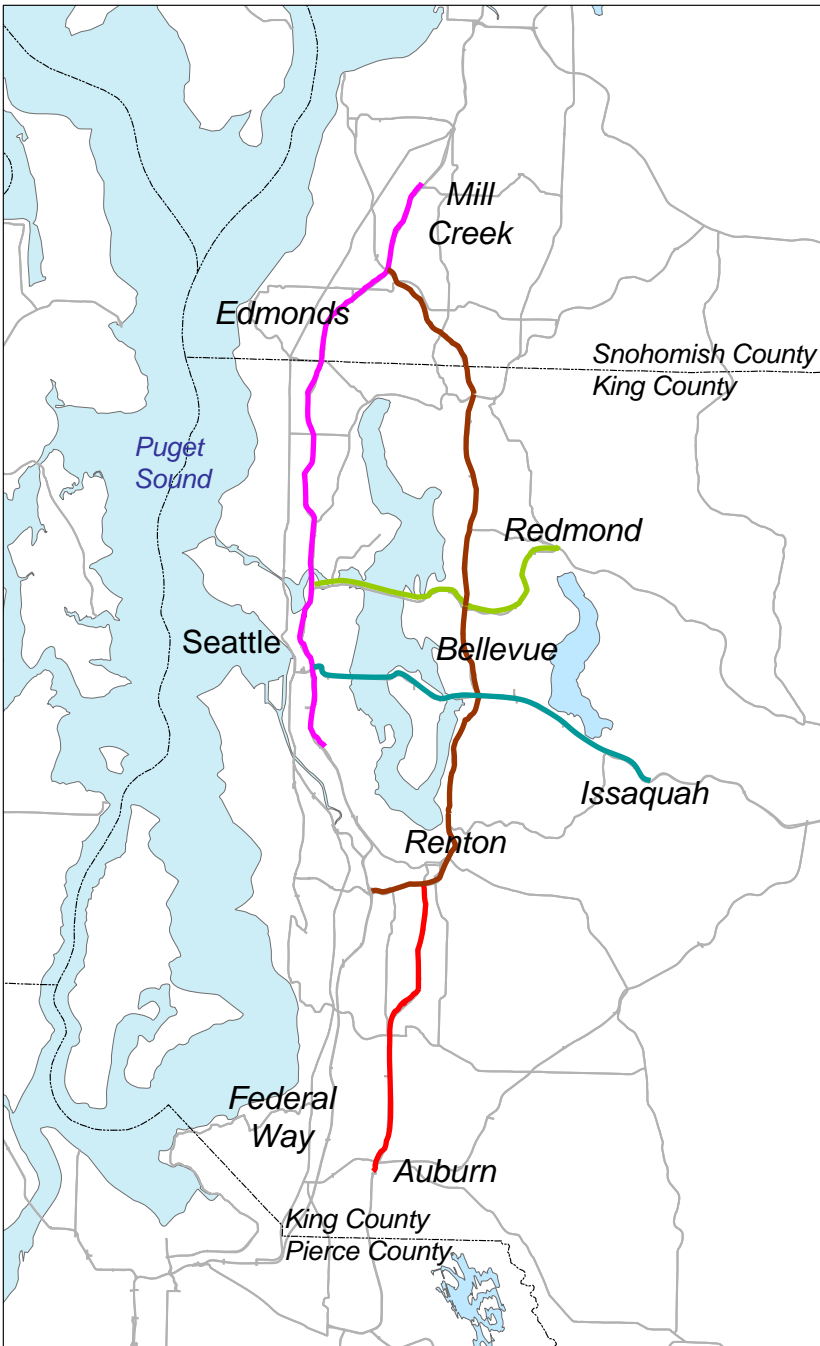 Mill
Creek
Edmonds
Snohomish County
King County
Puget
Sound
Redmond
Seattle
Bellevue
Issaquah
Renton
Federal
Way
Auburn
King County
Pierce County